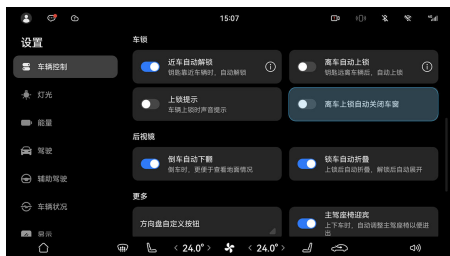 15:07
设置
车锁
车辆控制
近车自动解锁
钥匙靠近车辆时，自动解锁
离车自动上锁
钥匙远离车辆后，自动上锁
灯光
上锁提示
车辆上锁时声音提示
离车上锁自动关闭车窗
能量
后视镜
驾驶
倒车自动下翻
倒车时，更便于查看地面情况
锁车自动折叠
上锁后自动折叠，解锁后自动展开
辅助驾驶
更多
车辆状况
方向盘自定义按钮
主驾座椅迎宾
上下车时，自动调整主驾座椅以便进
出
显示
< 24.0° >
< 24.0° >